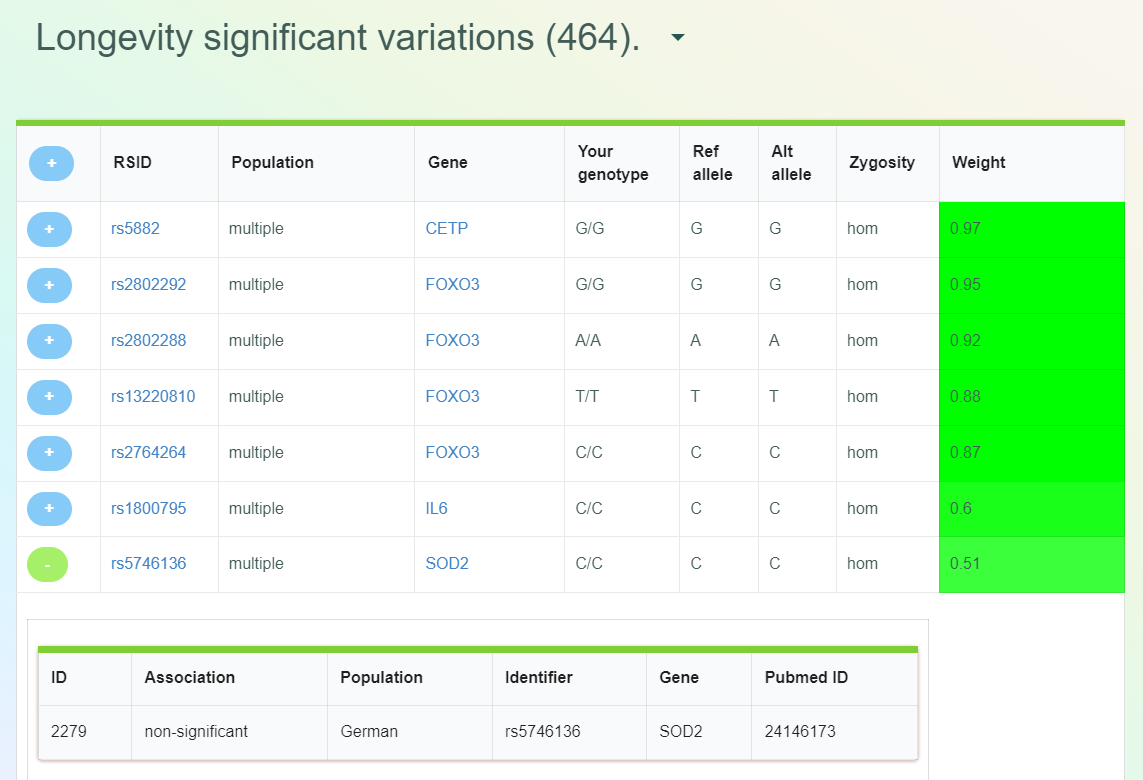 Longevity significant variations (464).
+ RSID Population Gene Your genotype Ref allele Alt allele Zygosity Weight
+ rs5882 multiple CETP G/G G G hom 0.97
+ rs2802292 multiple FOXO3 G/G G G hom 0.95
+ rs2802288 multiple FOXO3 A/A A A hom 0.92
+ rs13220810 multiple FOXO3 T/T T T hom 0.88
+ rs2764264 multiple FOXO3 C/C C C hom 0.87
+ rs1800795 multiple IL6 C/C C C hom 0.6
- rs5746136 multiple SOD2 C/C C C hom 0.51
ID Association Population Identifier Gene Pubmed ID
2279 non-significant German rs5746136 SOD2 24146173